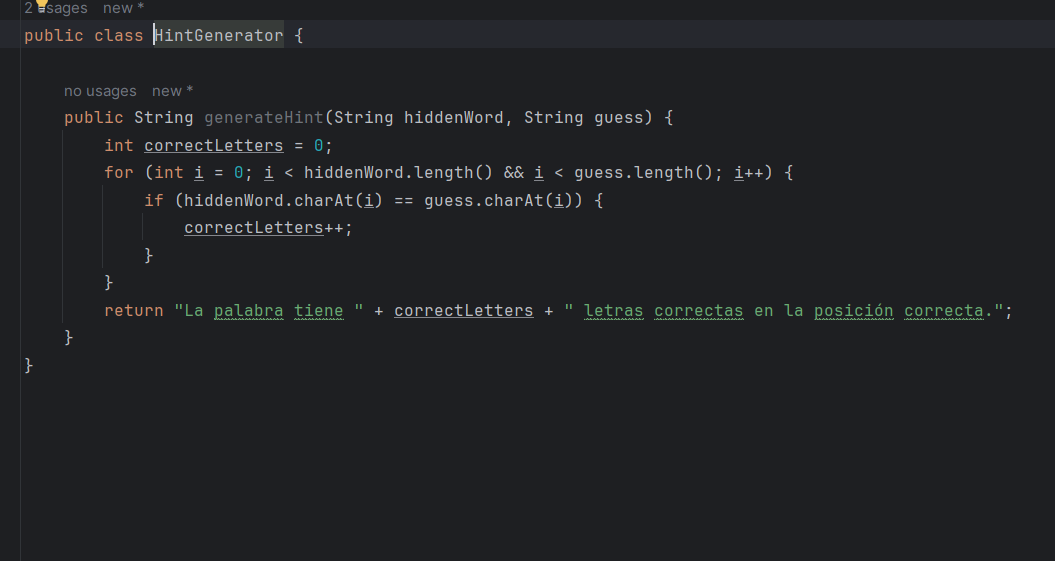 2 usages   new *
public class HintGenerator {
no usages   new *
public String generateHint(String hiddenWord, String guess) {
int correctLetters = 0;
for (int i = 0; i < hiddenWord.length() && i < guess.length(); i++) {
if (hiddenWord.charAt(i) == guess.charAt(i)) {
correctLetters++;
}
}
return "La palabra tiene " + correctLetters + " letras correctas en la posición correcta.";
}
}